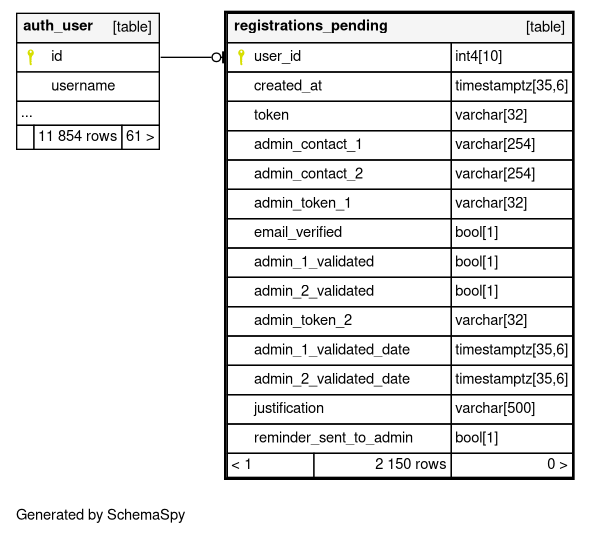 auth_user [table]
id
username
...
11 854 rows 61 >
registrations_pending [table]
user_id int4[10]
created_at timestamptz[35,6]
token varchar[32]
admin_contact_1 varchar[254]
admin_contact_2 varchar[254]
admin_token_1 varchar[32]
email_verified bool[1]
admin_1_validated bool[1]
admin_2_validated bool[1]
admin_token_2 varchar[32]
admin_1_validated_date timestamptz[35,6]
admin_2_validated_date timestamptz[35,6]
justification varchar[500]
reminder_sent_to_admin bool[1]
< 1 2 150 rows 0 >
Generated by SchemaSpy